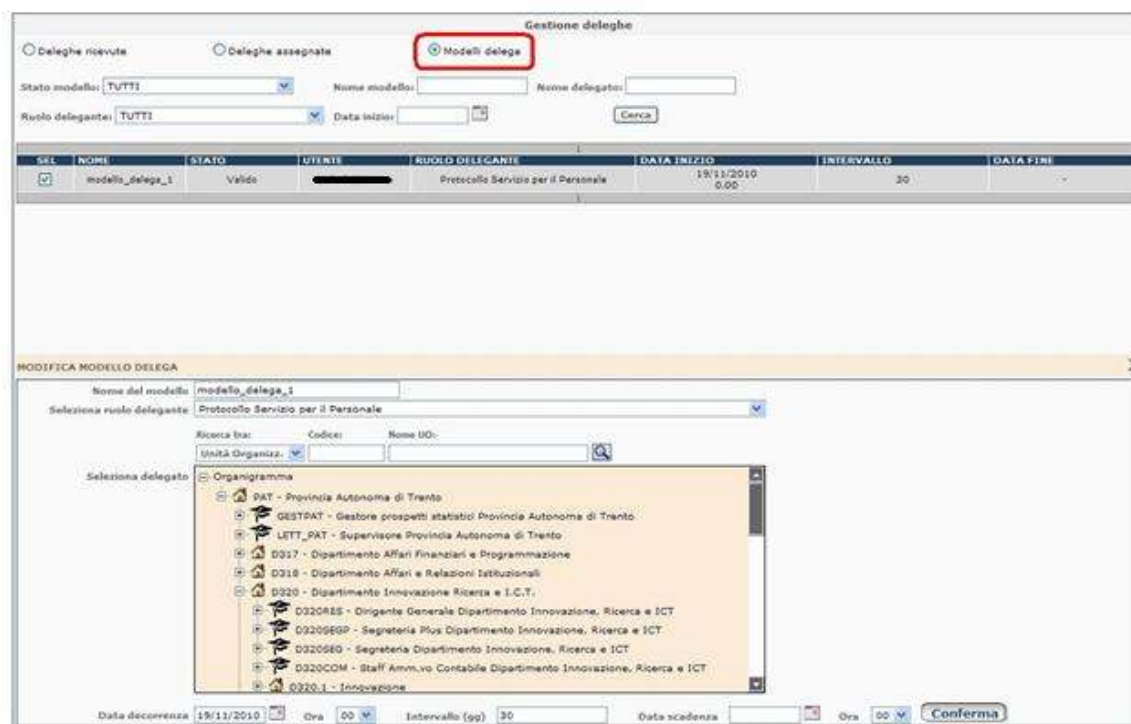 Gestione deleghe
Deleghe ricevute Deleghe assegnate Modelli delega
Stato modello: TUTTI Nome modello: Nome delegato:
Ruolo delegante: TUTTI Data inizio: Cerca
1
SEL NOME STATO UTENTE RUOLO DELEGANTE DATA INIZIO INTERVALLO DATA FINE
modello_delega_1 Valido Protocollo Servizio per il Personale 19/11/2010 0.00 30 -
1
MODIFICA MODELLO DELEGA
Nome del modello modello_delega_1
Seleziona ruolo delegante Protocollo Servizio per il Personale
Ricerca tra: Codice: Nome UO:
Unità Organizz.
Seleziona delegato Organigramma
PAT - Provincia Autonoma di Trento
GESTPAT - Gestore prospetti statistici Provincia Autonoma di Trento
LETT_PAT - Supervisore Provincia Autonoma di Trento
D317 - Dipartimento Affari Finanziari e Programmazione
D318 - Dipartimento Affari e Relazioni Istituzionali
D320 - Dipartimento Innovazione Ricerca e I.C.T.
D320RES - Dirigente Generale Dipartimento Innovazione, Ricerca e ICT
D320SEGP - Segreteria Plus Dipartimento Innovazione, Ricerca e ICT
D320SEG - Segreteria Dipartimento Innovazione, Ricerca e ICT
D320COM - Staff Amm.vo Contabile Dipartimento Innovazione, Ricerca e ICT
D320.1 - Innovazione
Data decorrenza 19/11/2010 Ora 00 Intervallo (gg) 30 Data scadenza Ora 00 Conferma